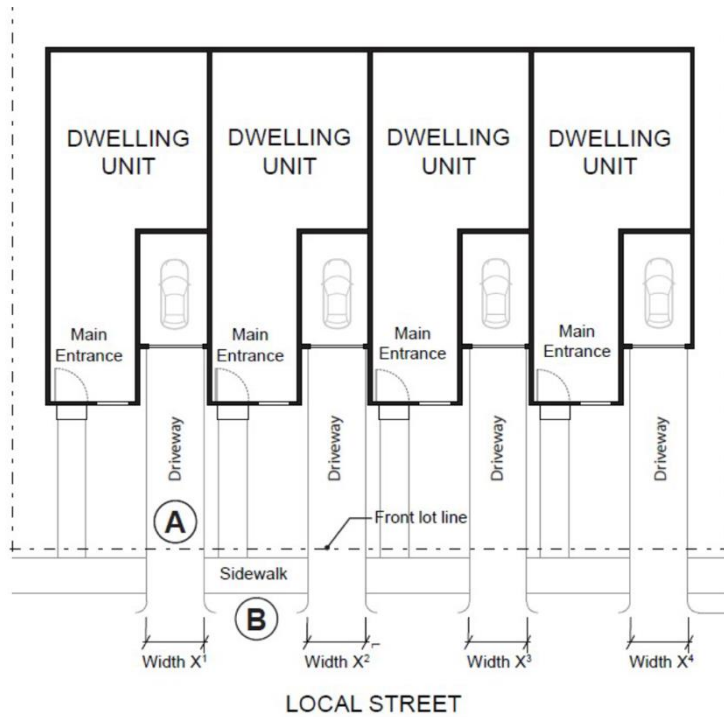 DWELLING
UNIT
DWELLING
UNIT
DWELLING
UNIT
DWELLING
UNIT
Main
Entrance
Main
Entrance
Main
Entrance
Main
Entrance
Driveway
Driveway
Driveway
Driveway
A
Front lot line
Sidewalk
B
Width X¹
Width X²
Width X³
Width X⁴
LOCAL STREET